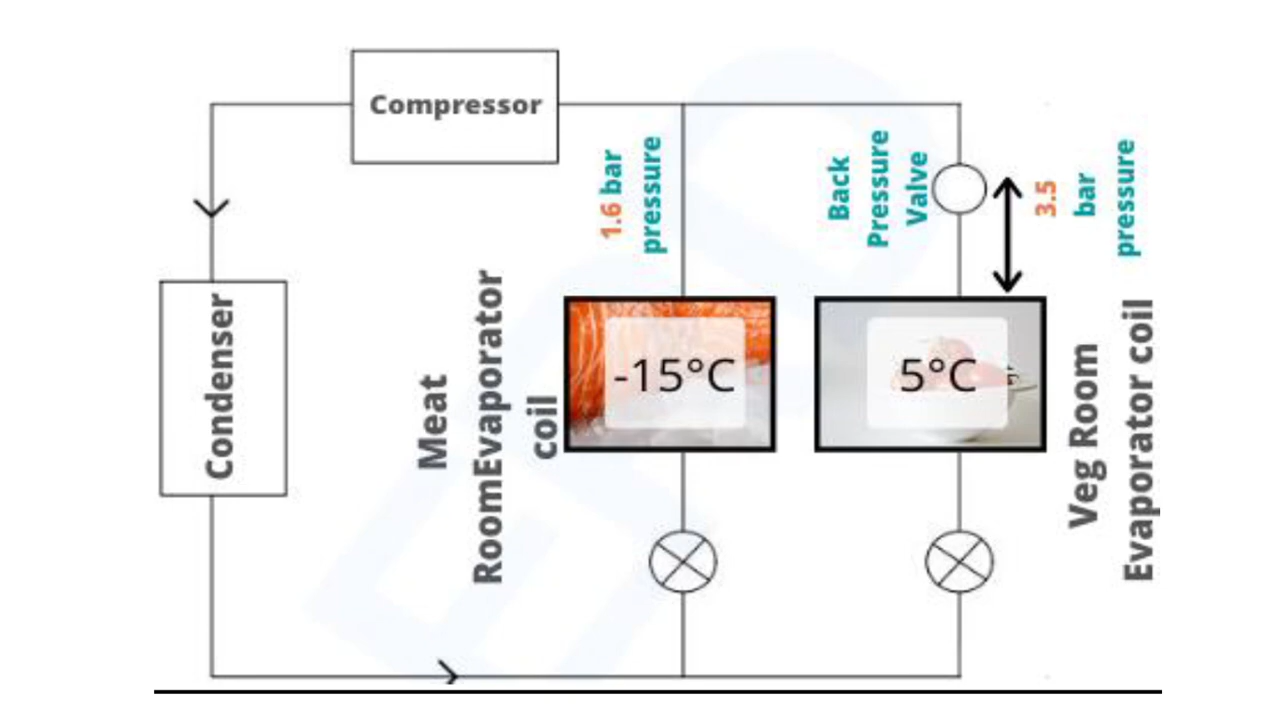 Compressor
Condenser
Meat
RoomEvaporator
coil
1.6 bar
pressure
-15°C
Back
Pressure
Valve
5°C
3.5
bar
pressure
Veg Room
Evaporator coil